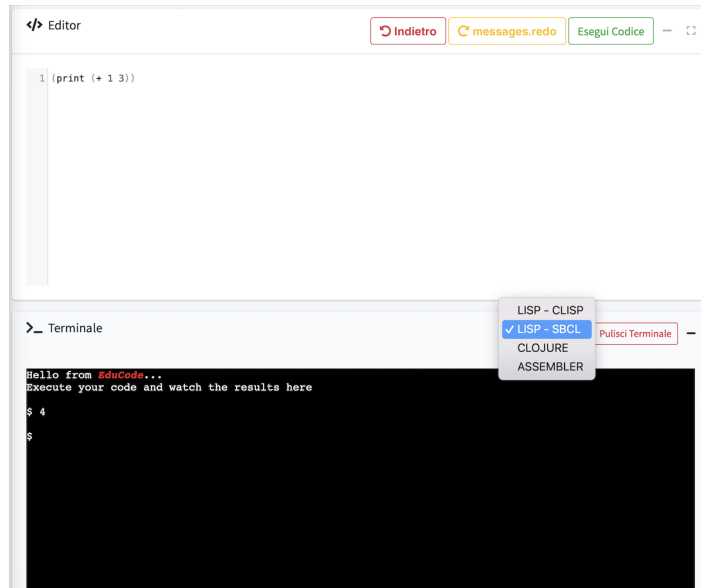 </> Editor
Indietro
messages.redo
Esegui Codice
1 (print (+ 1 3))
LISP - CLISP
>_ Terminale
✓ LISP - SBCL
Pulisci Terminale
CLOJURE
ASSEMBLER
Hello from EduCode...
Execute your code and watch the results here
$ 4
$